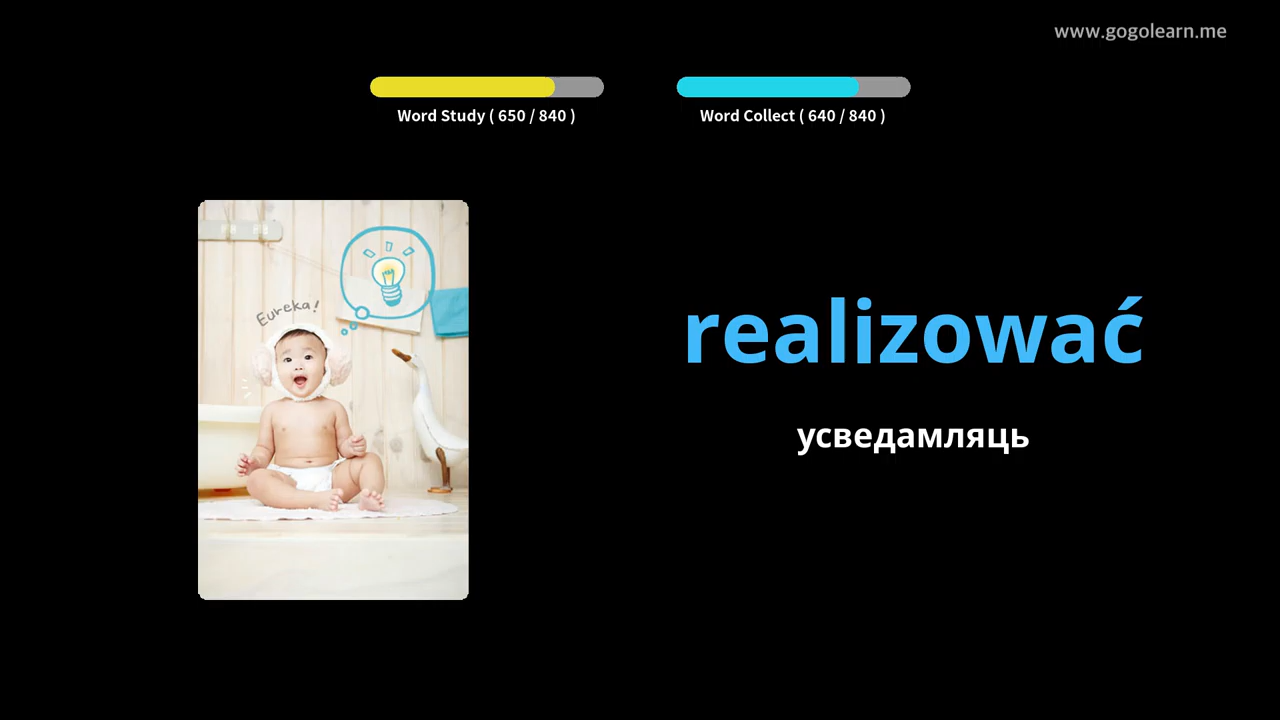 www.gogolearn.me
Word Study ( 650 / 840 )
Word Collect ( 640 / 840 )
Eureka!
realizować
усведамляць